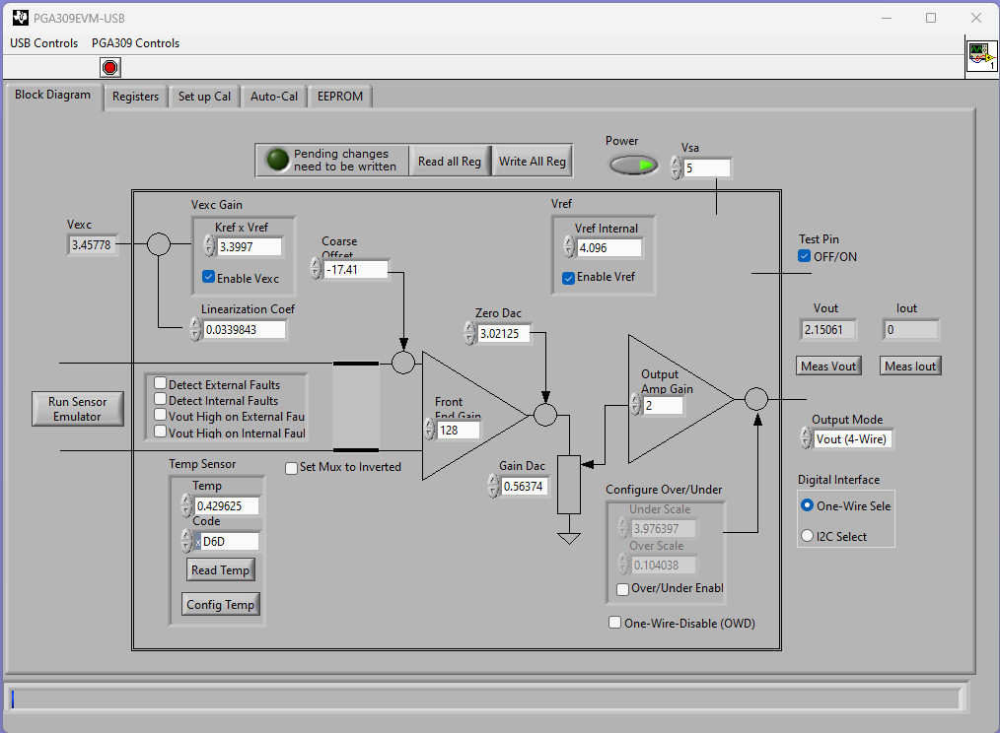 PGA309EVM-USB
USB Controls PGA309 Controls
1
Block Diagram Registers Set up Cal Auto-Cal EEPROM
Pending changes
need to be written
Read all Reg
Write All Reg
Power
Vsa
5
Vexc
3.45778
Vexc Gain
Kref x Vref
3.3997
Enable Vexc
Linearization Coef
0.0339843
Coarse
Offset
-17.41
Vref
Vref Internal
4.096
Enable Vref
Test Pin
OFF/ON
Zero Dac
3.02125
Vout
2.15061
Iout
0
Meas Vout
Meas Iout
Run Sensor
Emulator
Detect External Faults
Detect Internal Faults
Vout High on External Fau
Vout High on Internal Faul
Front
End Gain
128
Output
Amp Gain
2
Output Mode
Vout (4-Wire)
Set Mux to Inverted
Gain Dac
0.56374
Temp Sensor
Temp
0.429625
Code
x D6D
Read Temp
Config Temp
Configure Over/Under
Under Scale
3.976397
Over Scale
0.104038
Over/Under Enabl
One-Wire-Disable (OWD)
Digital Interface
One-Wire Sele
I2C Select